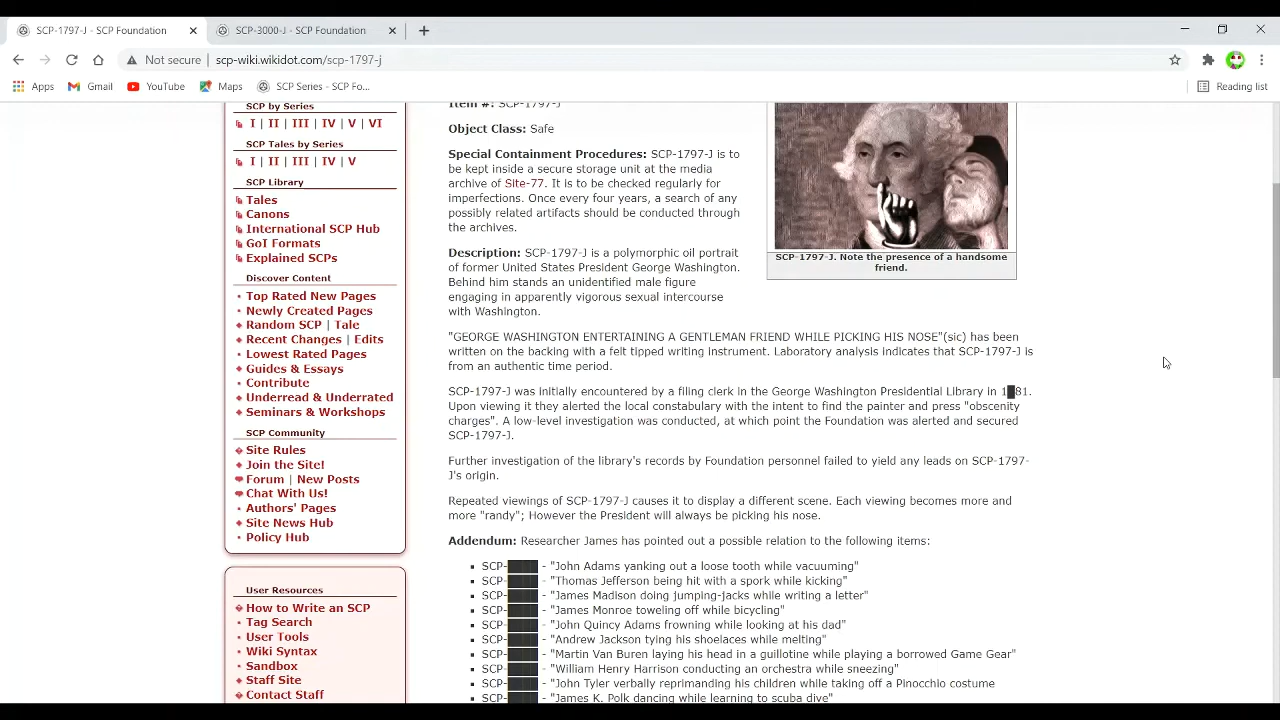 SCP-1797-J - SCP Foundation
SCP-3000-J - SCP Foundation
Not secure
scp-wiki.wikidot.com/scp-1797-j
Apps
Gmail
YouTube
Maps
SCP Series - SCP Fo...
Reading list
SCP by Series
I | II | III | IV | V | VI
SCP Tales by Series
I | II | III | IV | V
SCP Library
Tales
Canons
International SCP Hub
GoI Formats
Explained SCPs
Discover Content
Top Rated New Pages
Newly Created Pages
Random SCP | Tale
Recent Changes | Edits
Lowest Rated Pages
Guides & Essays
Contribute
Underread & Underrated
Seminars & Workshops
SCP Community
Site Rules
Join the Site!
Forum | New Posts
Chat With Us!
Authors' Pages
Site News Hub
Policy Hub
User Resources
How to Write an SCP
Tag Search
User Tools
Wiki Syntax
Sandbox
Staff Site
Contact Staff
Item #: SCP-1797-J
Object Class: Safe
Special Containment Procedures: SCP-1797-J is to
be kept inside a secure storage unit at the media
archive of Site-77. It is to be checked regularly for
imperfections. Once every four years, a search of any
possibly related artifacts should be conducted through
the archives.
Description: SCP-1797-J is a polymorphic oil portrait
of former United States President George Washington.
Behind him stands an unidentified male figure
engaging in apparently vigorous sexual intercourse
with Washington.
SCP-1797-J. Note the presence of a handsome
friend.
"GEORGE WASHINGTON ENTERTAINING A GENTLEMAN FRIEND WHILE PICKING HIS NOSE"(sic) has been
written on the backing with a felt tipped writing instrument. Laboratory analysis indicates that SCP-1797-J is
from an authentic time period.
SCP-1797-J was initially encountered by a filing clerk in the George Washington Presidential Library in 1█81.
Upon viewing it they alerted the local constabulary with the intent to find the painter and press "obscenity
charges". A low-level investigation was conducted, at which point the Foundation was alerted and secured
SCP-1797-J.
Further investigation of the library's records by Foundation personnel failed to yield any leads on SCP-1797-
J's origin.
Repeated viewings of SCP-1797-J causes it to display a different scene. Each viewing becomes more and
more "randy"; However the President will always be picking his nose.
Addendum: Researcher James has pointed out a possible relation to the following items:
SCP-████ - "John Adams yanking out a loose tooth while vacuuming"
SCP-████ - "Thomas Jefferson being hit with a spork while kicking"
SCP-████ - "James Madison doing jumping-jacks while writing a letter"
SCP-████ - "James Monroe toweling off while bicycling"
SCP-████ - "John Quincy Adams frowning while looking at his dad"
SCP-████ - "Andrew Jackson tying his shoelaces while melting"
SCP-████ - "Martin Van Buren laying his head in a guillotine while playing a borrowed Game Gear"
SCP-████ - "William Henry Harrison conducting an orchestra while sneezing"
SCP-████ - "John Tyler verbally reprimanding his children while taking off a Pinocchio costume
SCP-████ - "James K. Polk dancing while learning to scuba dive"